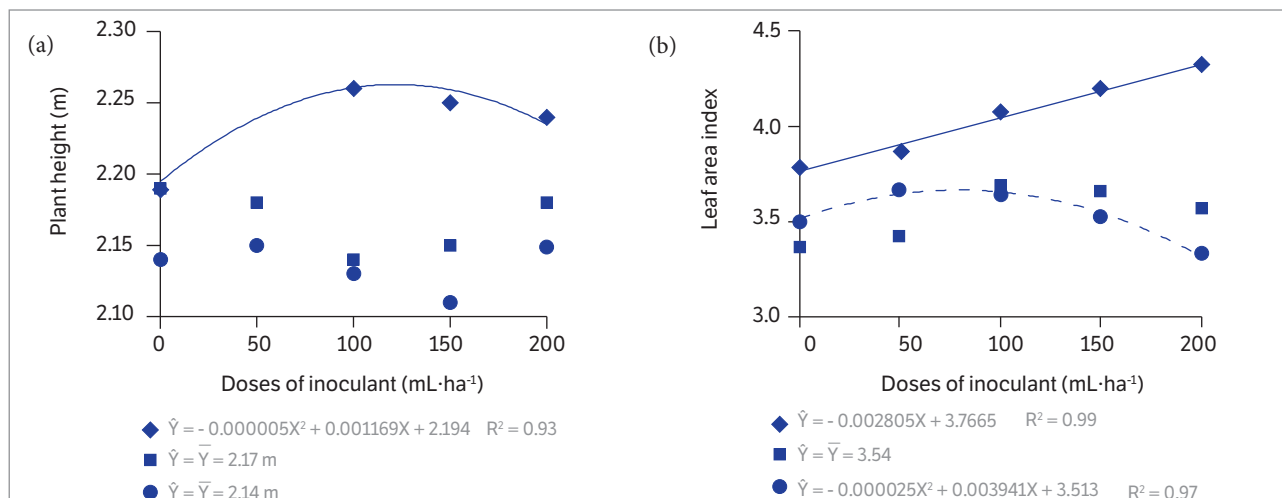 (a)
Plant height (m)
2.30
2.25
2.20
2.15
2.10
0 50 100 150 200
Doses of inoculant (mL·ha⁻¹)
Ŷ = - 0.000005X² + 0.001169X + 2.194 R² = 0.93
Ŷ = Y̅ = 2.17 m
Ŷ = Y̅ = 2.14 m
(b)
Leaf area index
4.5
4.0
3.5
3.0
0 50 100 150 200
Doses of inoculant (mL·ha⁻¹)
Ŷ = - 0.002805X + 3.7665 R² = 0.99
Ŷ = Y̅ = 3.54
Ŷ = - 0.000025X² + 0.003941X + 3.513 R² = 0.97